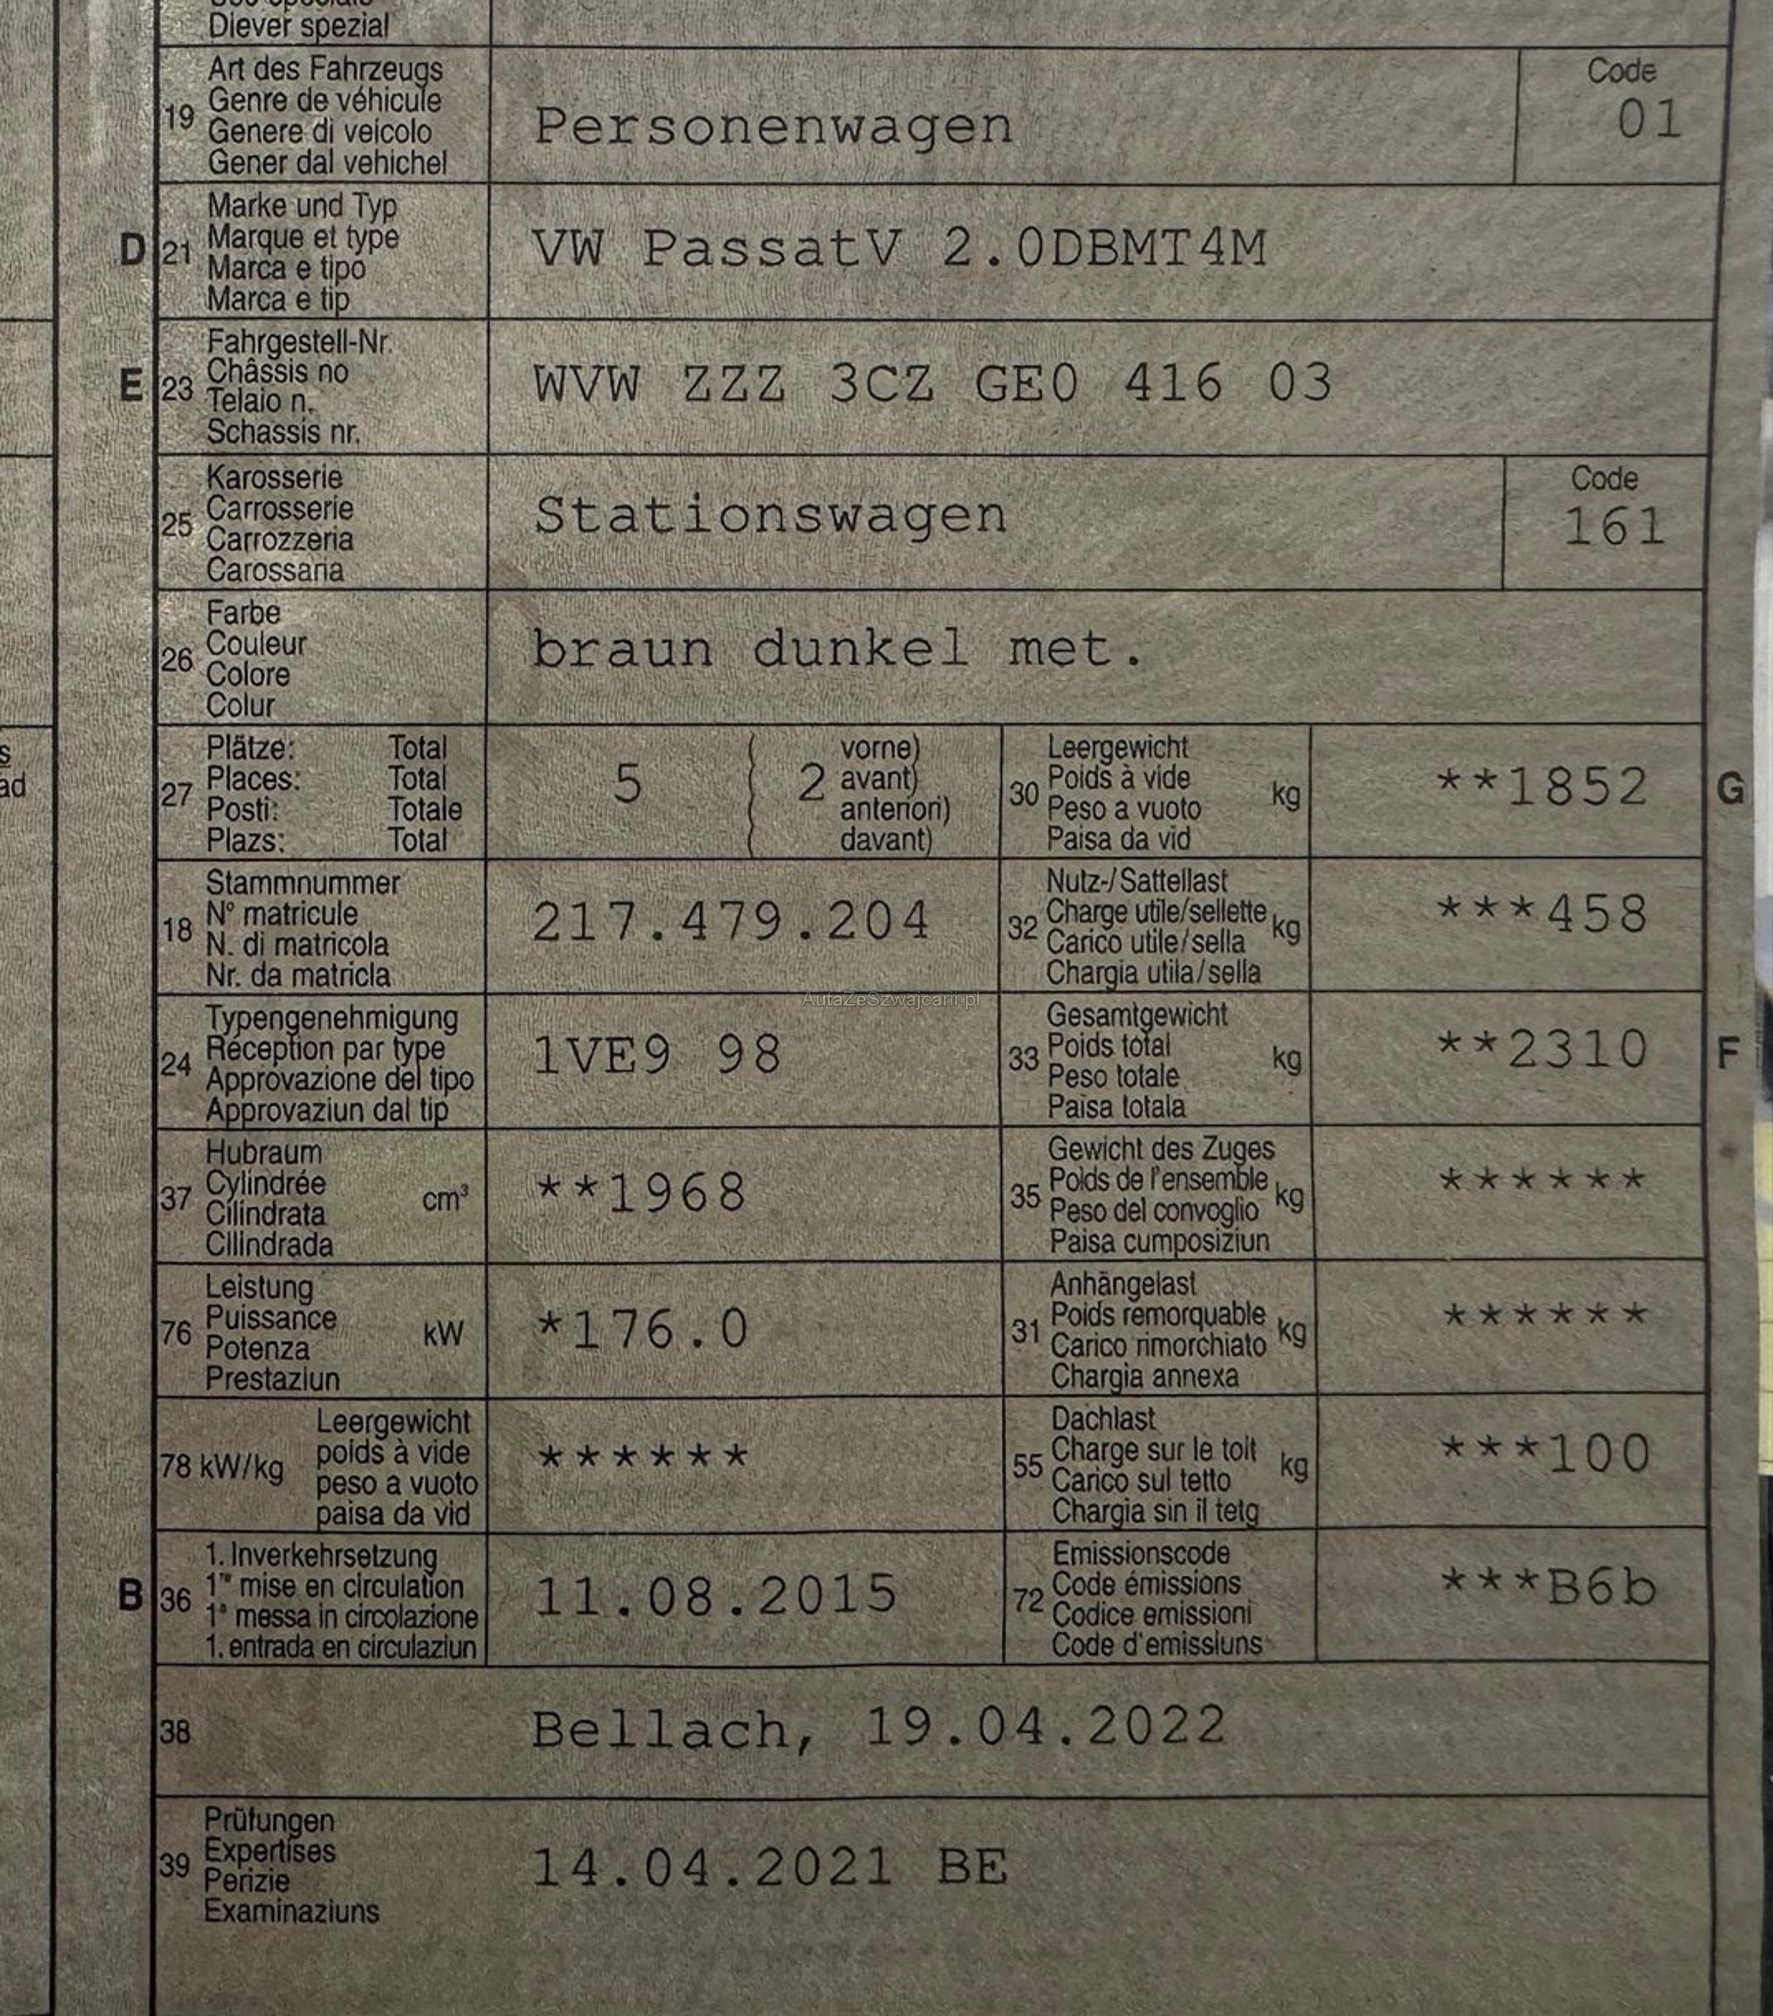 Diever spezial
19
Art des Fahrzeugs
Genre de véhicule
Genere di veicolo
Gener dal vehichel
Personenwagen
Code
01
D
21
Marke und Typ
Marque et type
Marca e tipo
Marca e tip
VW PassatV 2.0DBMT4M
E
23
Fahrgestell-Nr.
Châssis no
Telaio n.
Schassis nr.
WVW ZZZ 3CZ GE0 416 03
25
Karosserie
Carrosserie
Carrozzeria
Carossaria
Stationswagen
Code
161
26
Farbe
Couleur
Colore
Colur
braun dunkel met.
27
Plätze: Total
Places: Total
Posti: Totale
Plazs: Total
5
2
vorne)
avant)
anteriori)
davant)
30
Leergewicht
Poids à vide
Peso a vuoto
Paisa da vid
kg
**1852
G
18
Stammnummer
N° matricule
N. di matricola
Nr. da matricla
217.479.204
32
Nutz-/Sattellast
Charge utile/sellette
Carico utile/sella
Chargia utila/sella
kg
***458
AutaZeSzwajcarii.pl
24
Typengenehmigung
Réception par type
Approvazione del tipo
Approvaziun dal tip
1VE9 98
33
Gesamtgewicht
Poids total
Peso totale
Paisa totala
kg
**2310
F
37
Hubraum
Cylindrée
Cilindrata
Cilindrada
cm³
**1968
35
Gewicht des Zuges
Poids de l'ensemble
Peso del convoglio
Paisa cumposiziun
kg
******
76
Leistung
Puissance
Potenza
Prestaziun
kW
*176.0
31
Anhängelast
Poids remorquable
Carico rimorchiato
Chargia annexa
kg
******
78 kW/kg
Leergewicht
poids à vide
peso a vuoto
paisa da vid
******
55
Dachlast
Charge sur le toit
Carico sul tetto
Chargia sin il tetg
kg
***100
B
36
1. Inverkehrsetzung
1re mise en circulation
1a messa in circolazione
1. entrada en circulaziun
11.08.2015
72
Emissionscode
Code émissions
Codice emissioni
Code d'emissiuns
***B6b
38
Bellach, 19.04.2022
39
Prüfungen
Expertises
Perizie
Examinaziuns
14.04.2021 BE
ad